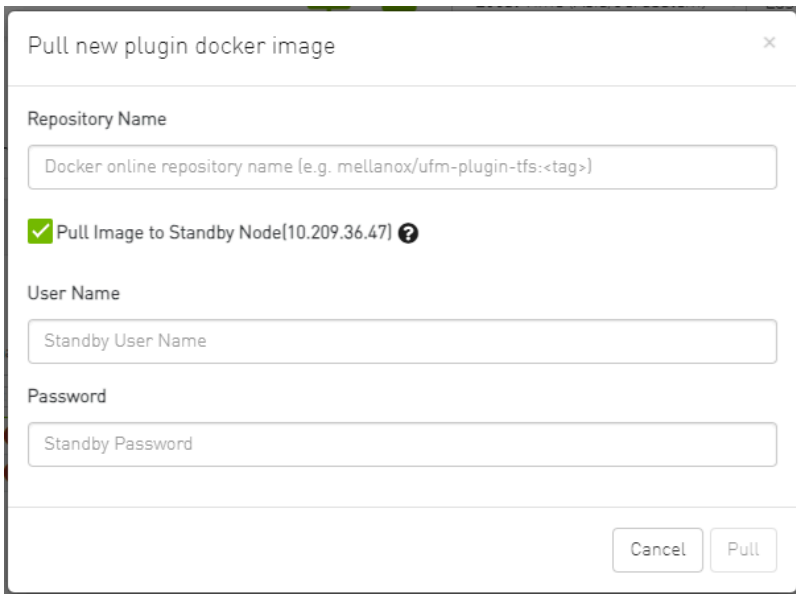 Pull new plugin docker image
×
Repository Name
Docker online repository name (e.g. mellanox/ufm-plugin-tfs:<tag>)
Pull Image to Standby Node(10.209.36.47) ?
User Name
Standby User Name
Password
Standby Password
Cancel Pull